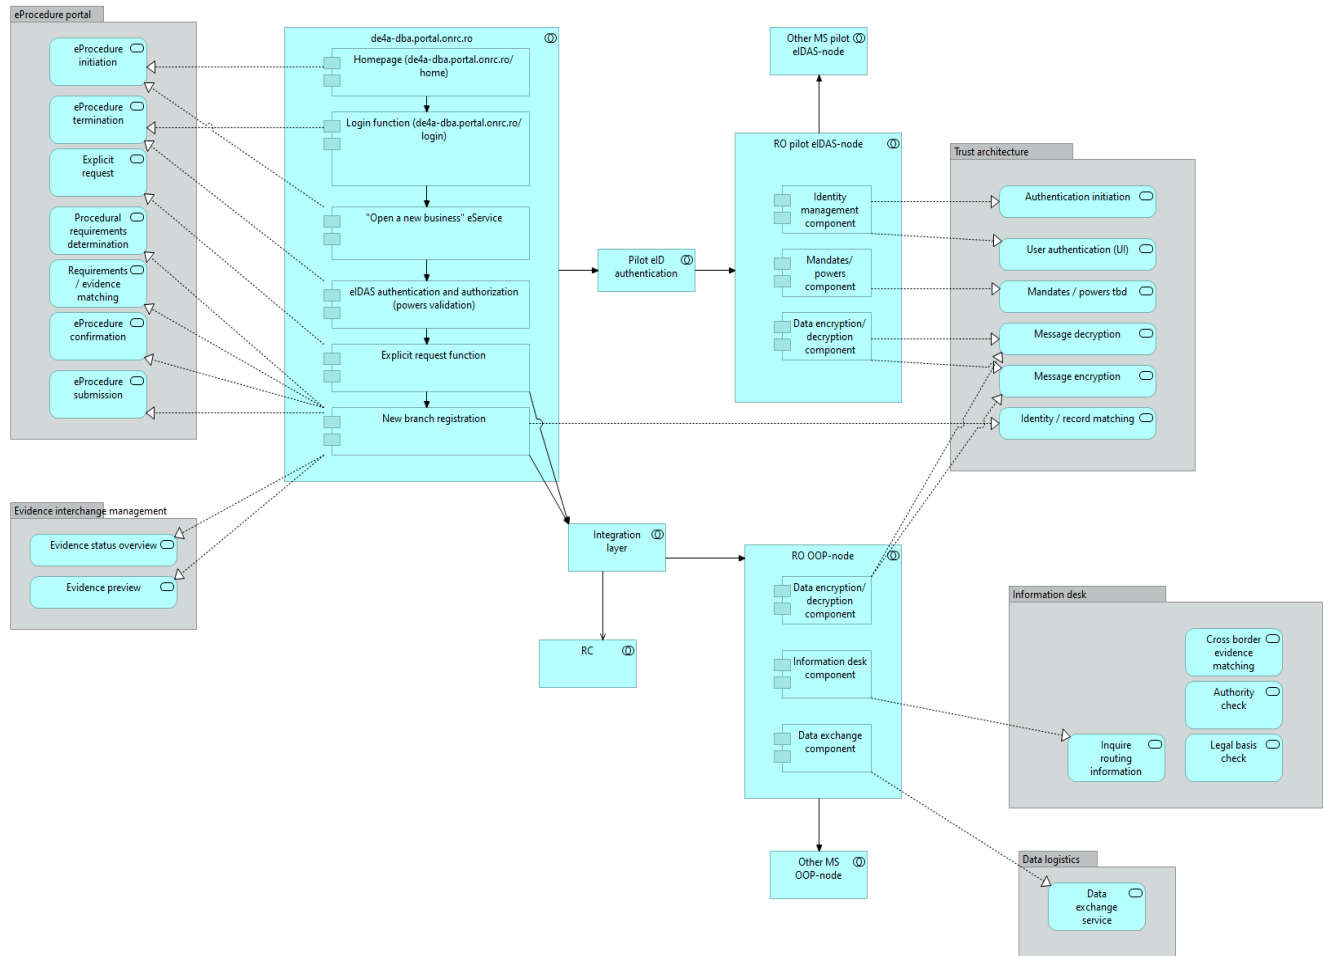 eProcedure portal
eProcedure
initiation
eProcedure
termination
Explicit
request
Procedural
requirements
determination
Requirements
/ evidence
matching
eProcedure
confirmation
eProcedure
submission
de4a-dba.portal.onrc.ro
Homepage (de4a-dba.portal.onrc.ro/
home)
Login function (de4a-dba.portal.onrc.ro/
login)
"Open a new business" eService
eIDAS authentication and authorization
(powers validation)
Explicit request function
New branch registration
Pilot eID
authentication
Other MS pilot
eIDAS-node
RO pilot eIDAS-node
Identity
management
component
Mandates/
powers
component
Data encryption/
decryption
component
Trust architecture
Authentication initiation
User authentication (UI)
Mandates / powers tbd
Message decryption
Message encryption
Identity / record matching
Evidence interchange management
Evidence status overview
Evidence preview
Integration
layer
RC
RO OOP-node
Data encryption/
decryption
component
Information desk
component
Data exchange
component
Other MS
OOP-node
Information desk
Cross border
evidence
matching
Authority
check
Inquire
routing
information
Legal basis
check
Data logistics
Data
exchange
service